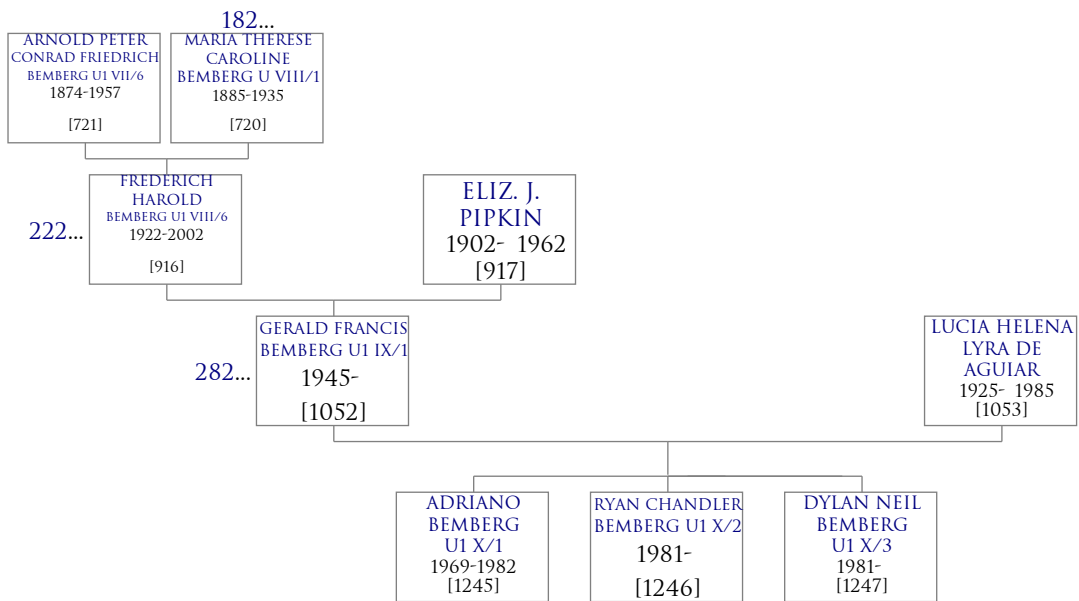 182...
ARNOLD PETER
CONRAD FRIEDRICH
BEMBERG U1 VII/6
1874-1957
[721]
MARIA THERESE
CAROLINE
BEMBERG U VIII/1
1885-1935
[720]
222...
FREDERICH
HAROLD
BEMBERG U1 VIII/6
1922-2002
[916]
ELIZ. J.
PIPKIN
1902- 1962
[917]
282...
GERALD FRANCIS
BEMBERG U1 IX/1
1945-
[1052]
LUCIA HELENA
LYRA DE
AGUIAR
1925- 1985
[1053]
ADRIANO
BEMBERG
U1 X/1
1969-1982
[1245]
RYAN CHANDLER
BEMBERG U1 X/2
1981-
[1246]
DYLAN NEIL
BEMBERG
U1 X/3
1981-
[1247]